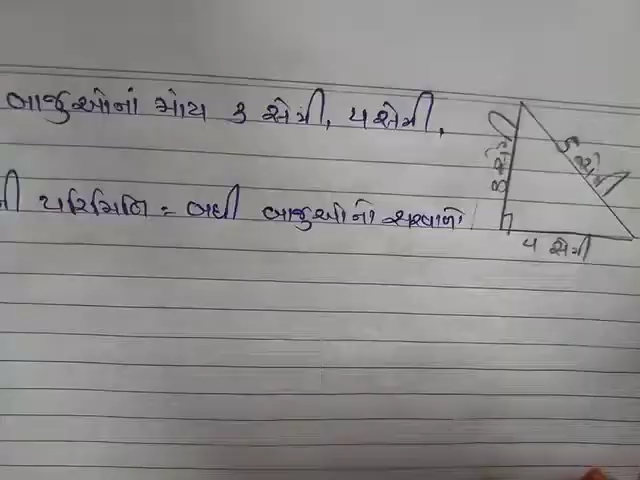 બાજુઓનાં માપ 3 સેમી, 4 સેમી,
ની પરિમિતિ = બધી બાજુઓનો સરવાળો
3 સેમી
5 સેમી
4 સેમી